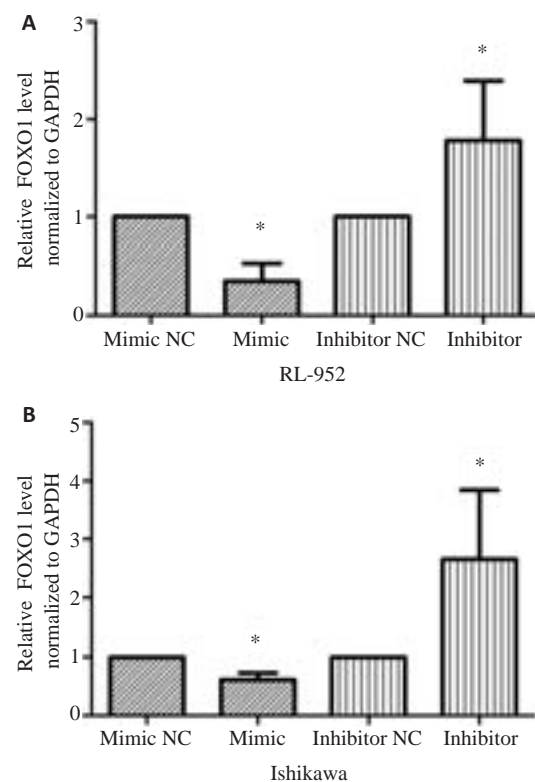 A
Relative FOXO1 level
normalized to GAPDH
3
2
1
0
*
*
Mimic NC
Mimic
Inhibitor NC
Inhibitor
RL-952
B
Relative FOXO1 level
normalized to GAPDH
5
4
3
2
1
0
*
*
Mimic NC
Mimic
Inhibitor NC
Inhibitor
Ishikawa